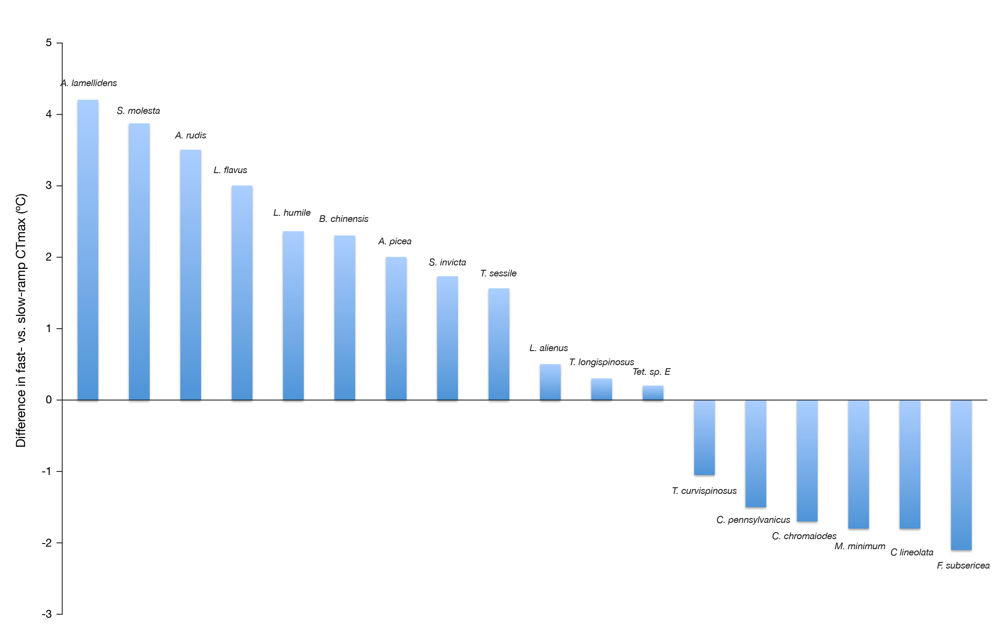 5
4
3
2
1
0
-1
-2
-3
Difference in fast- vs. slow-ramp CTmax (ºC)
A. lamellidens
S. molesta
A. rudis
L. flavus
L. humile
B. chinensis
A. picea
S. invicta
T. sessile
L. alienus
T. longispinosus
Tet. sp. E
T. curvispinosus
C. pennsylvanicus
C. chromaiodes
M. minimum
C lineolata
F. subsericea